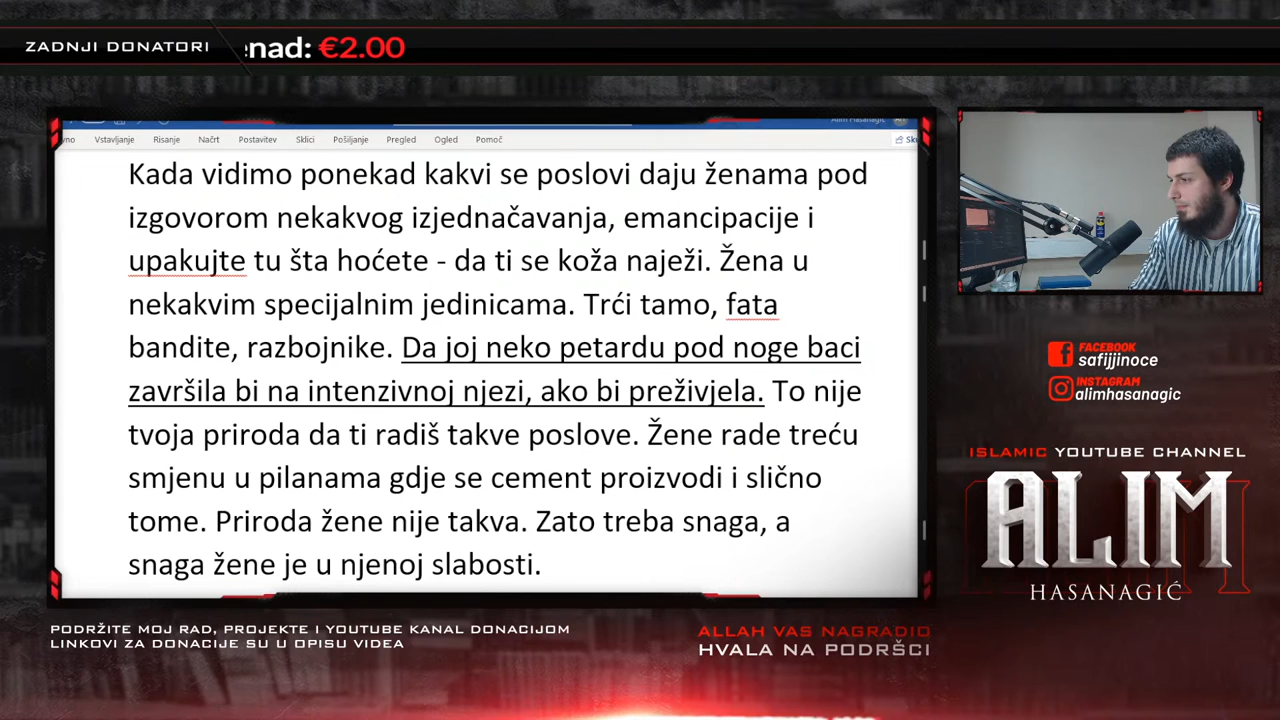 ZADNJI DONATORI
nad: €2.00
Vstavljanje Risanje Načrt Postavitev Sklici Pošiljanje Pregled Ogled Pomoč
Kada vidimo ponekad kakvi se poslovi daju ženama pod
izgovorom nekakvog izjednačavanja, emancipacije i
upakujte tu šta hoćete - da ti se koža naježi. Žena u
nekakvim specijalnim jedinicama. Trći tamo, fata
bandite, razbojnike. Da joj neko petardu pod noge baci
završila bi na intenzivnoj njezi, ako bi preživjela. To nije
tvoja priroda da ti radiš takve poslove. Žene rade treću
smjenu u pilanama gdje se cement proizvodi i slično
tome. Priroda žene nije takva. Zato treba snaga, a
snaga žene je u njenoj slabosti.
FACEBOOK
safijjinoce
INSTAGRAM
alimhasanagic
ISLAMIC YOUTUBE CHANNEL
ALIM
HASANAGIĆ
PODRŽITE MOJ RAD, PROJEKTE I YOUTUBE KANAL DONACIJOM
LINKOVI ZA DONACIJE SU U OPISU VIDEA
ALLAH VAS NAGRADIO
HVALA NA PODRŠCI